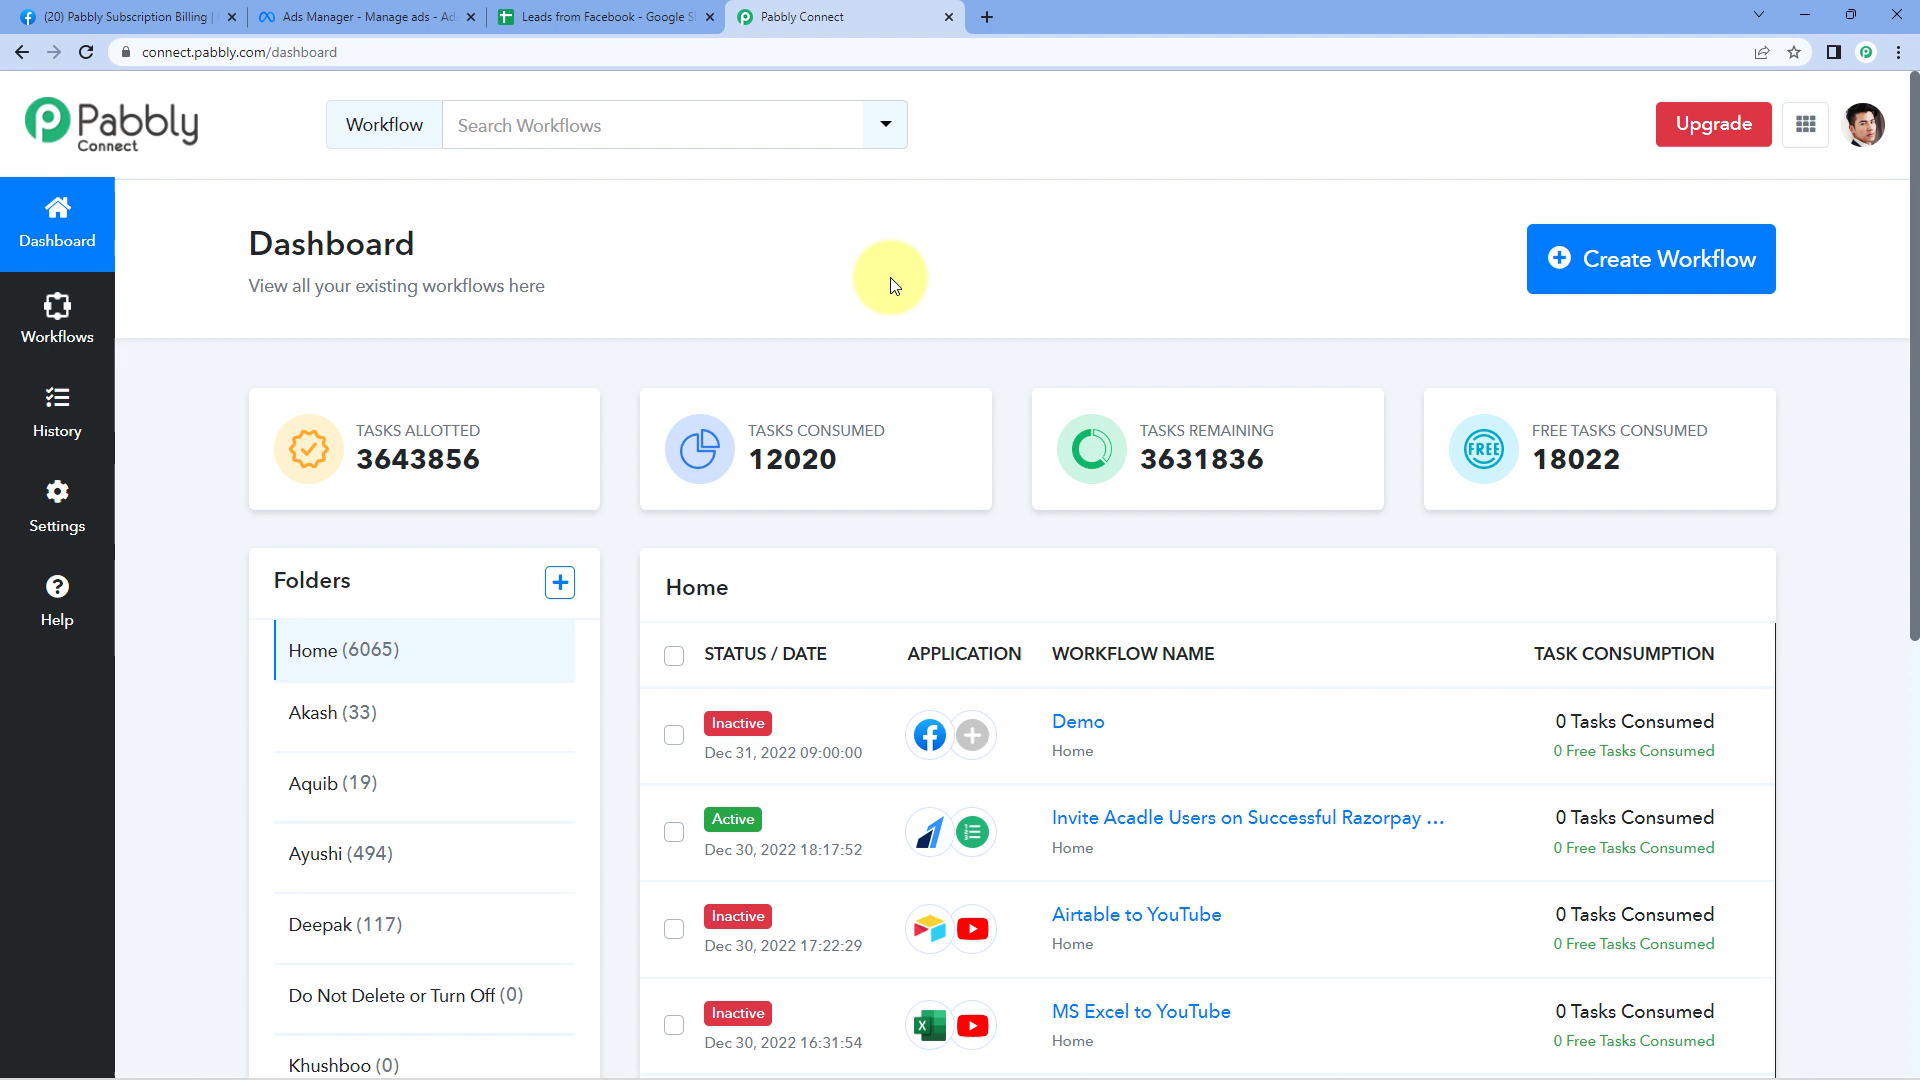 (20) Pabbly Subscription Billing |
Ads Manager - Manage ads - Ad
Leads from Facebook - Google S
Pabbly Connect
connect.pabbly.com/dashboard
Pabbly
Connect
Workflow
Search Workflows
Upgrade
Dashboard
Workflows
History
Settings
Help
Dashboard
View all your existing workflows here
Create Workflow
TASKS ALLOTTED
3643856
TASKS CONSUMED
12020
TASKS REMAINING
3631836
FREE
FREE TASKS CONSUMED
18022
Folders
Home (6065)
Akash (33)
Aquib (19)
Ayushi (494)
Deepak (117)
Do Not Delete or Turn Off (0)
Khushboo (0)
Home
STATUS / DATE APPLICATION WORKFLOW NAME TASK CONSUMPTION
Inactive
Dec 31, 2022 09:00:00
Demo
Home
0 Tasks Consumed
0 Free Tasks Consumed
Active
Dec 30, 2022 18:17:52
Invite Acadle Users on Successful Razorpay ...
Home
0 Tasks Consumed
0 Free Tasks Consumed
Inactive
Dec 30, 2022 17:22:29
Airtable to YouTube
Home
0 Tasks Consumed
0 Free Tasks Consumed
Inactive
Dec 30, 2022 16:31:54
MS Excel to YouTube
Home
0 Tasks Consumed
0 Free Tasks Consumed